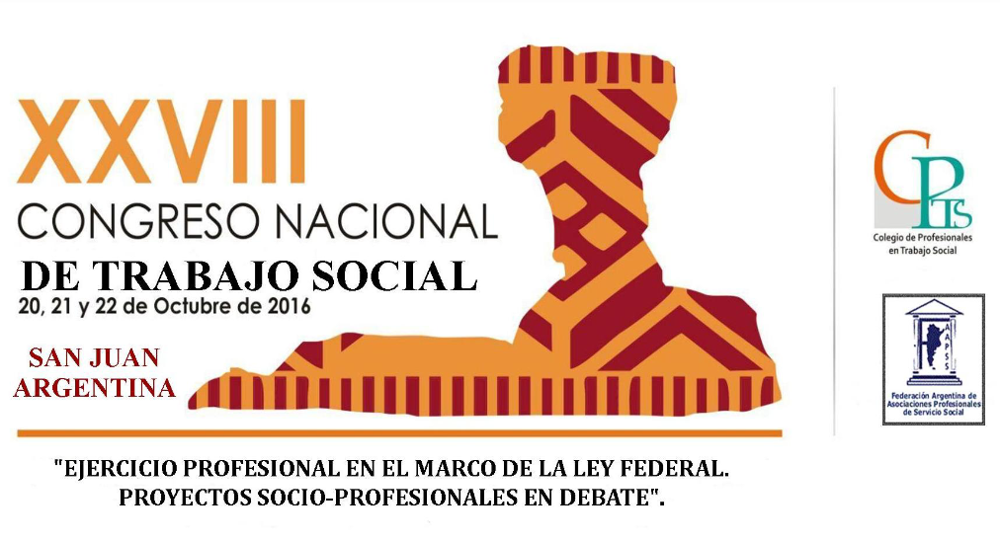 XXVIII
CONGRESO NACIONAL
DE TRABAJO SOCIAL
20, 21 y 22 de Octubre de 2016
SAN JUAN
ARGENTINA
"EJERCICIO PROFESIONAL EN EL MARCO DE LA LEY FEDERAL.
PROYECTOS SOCIO-PROFESIONALES EN DEBATE".
CPTS
Colegio de Profesionales
en Trabajo Social
FAAPSS
Federación Argentina de
Asociaciones Profesionales
de Servicio Social